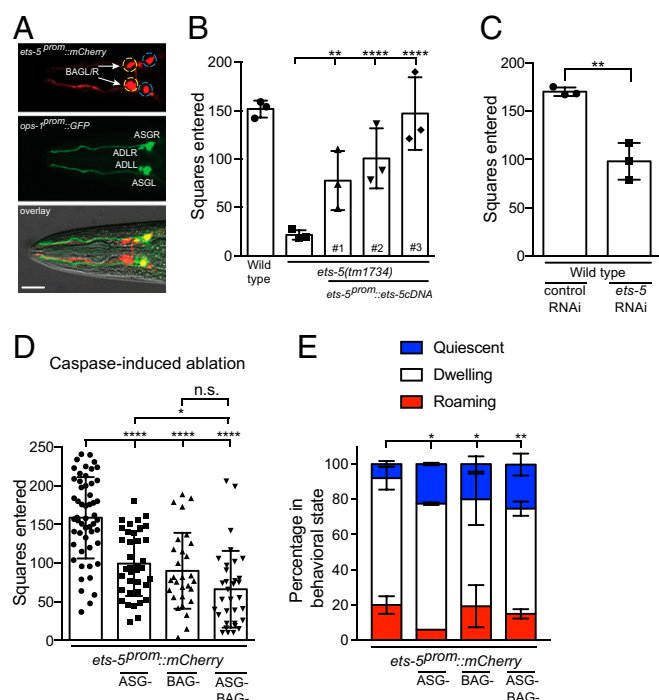 A
ets-5prom::mCherry
BAGL/R
ops-1prom::GFP
ASGR
ADLR
ADLL
ASGL
overlay
B
Squares entered
200
150
100
50
0
** **** ****
#1 #2 #3
Wild type
ets-5(tm1734)
ets-5prom::ets-5cDNA
C
Squares entered
200
150
100
50
0
**
Wild type
control RNAi
ets-5 RNAi
D
Caspase-induced ablation
n.s.
*
**** **** ****
Squares entered
250
200
150
100
50
0
ets-5prom::mCherry
ASG- BAG- ASG-
BAG-
E
Quiescent
Dwelling
Roaming
* * **
Percentage in
behavioral state
100
80
60
40
20
0
ets-5prom::mCherry
ASG- BAG- ASG-
BAG-